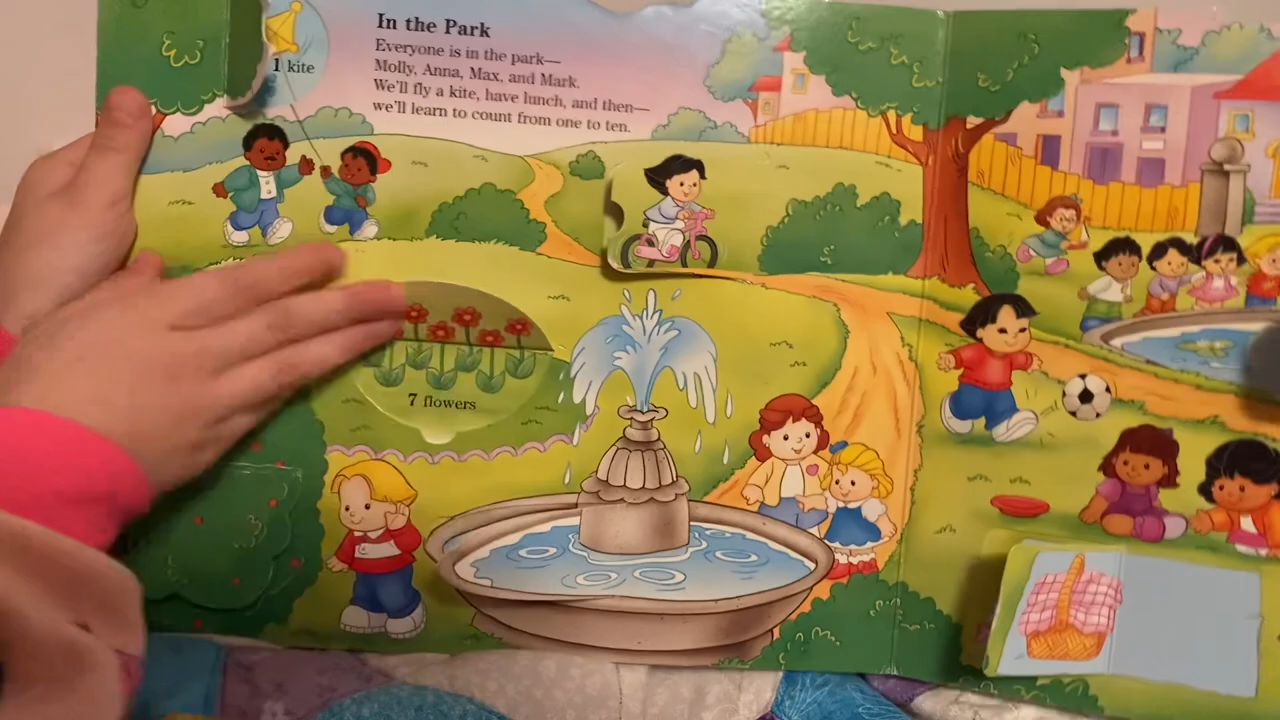 In the Park
Everyone is in the park—
Molly, Anna, Max, and Mark.
We'll fly a kite, have lunch, and then—
we'll learn to count from one to ten.
1 kite
7 flowers